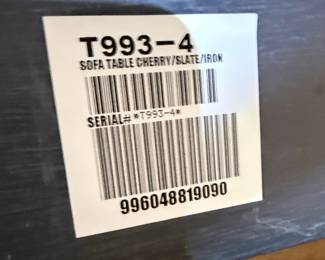 T993-4
SOFA TABLE CHERRY/SLATE/IRON
SERIAL# *T993-4*
996048819090